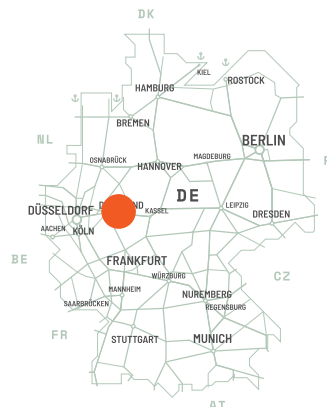 DK
KIEL
ROSTOCK
HAMBURG
BREMEN
NL
BERLIN
OSNABRÜCK
HANNOVER
MAGDEBURG
DE
DÜSSELDORF
KASSEL
LEIPZIG
DRESDEN
AACHEN
KÖLN
BE
FRANKFURT
WÜRZBURG
CZ
MANNHEIM
NUREMBERG
SAARBRÜCKEN
REGENSBURG
FR
STUTTGART
MUNICH